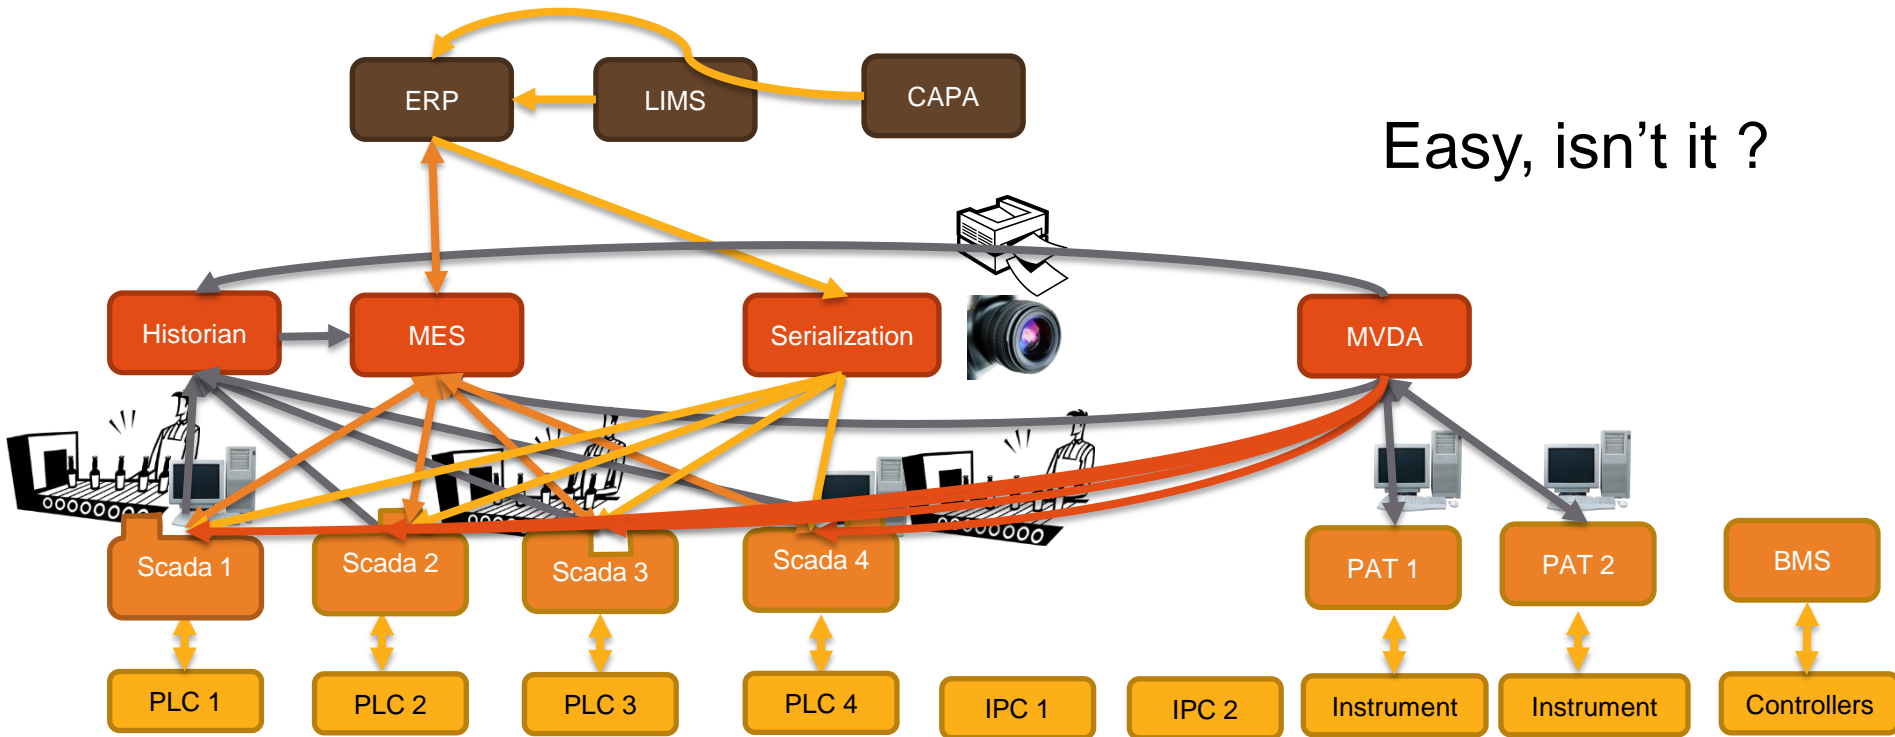 ERP
LIMS
CAPA
Easy, isn't it ?
Historian
MES
Serialization
MVDA
Scada 1
Scada 2
Scada 3
Scada 4
PAT 1
PAT 2
BMS
PLC 1
PLC 2
PLC 3
PLC 4
IPC 1
IPC 2
Instrument
Instrument
Controllers